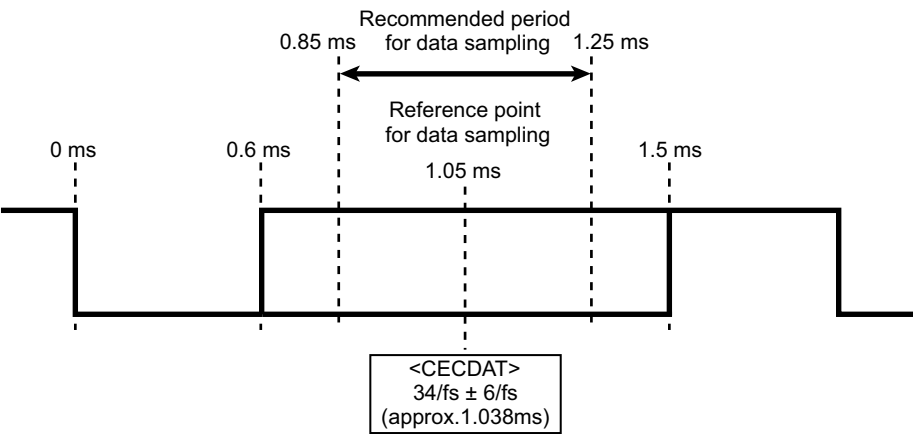 Recommended period
for data sampling
0.85 ms
1.25 ms
Reference point
for data sampling
0 ms
0.6 ms
1.05 ms
1.5 ms
<CECDAT>
34/fs ± 6/fs
(approx.1.038ms)